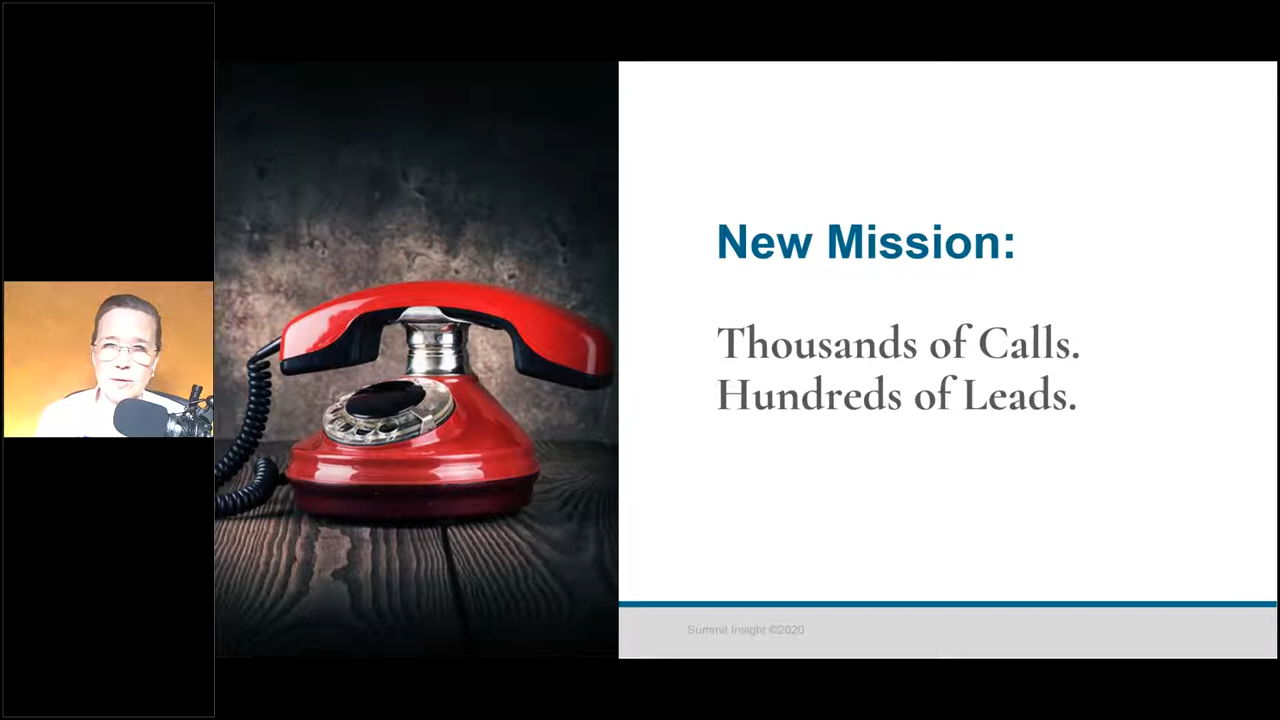 New Mission:
Thousands of Calls.
Hundreds of Leads.
Summit Insight ©2020